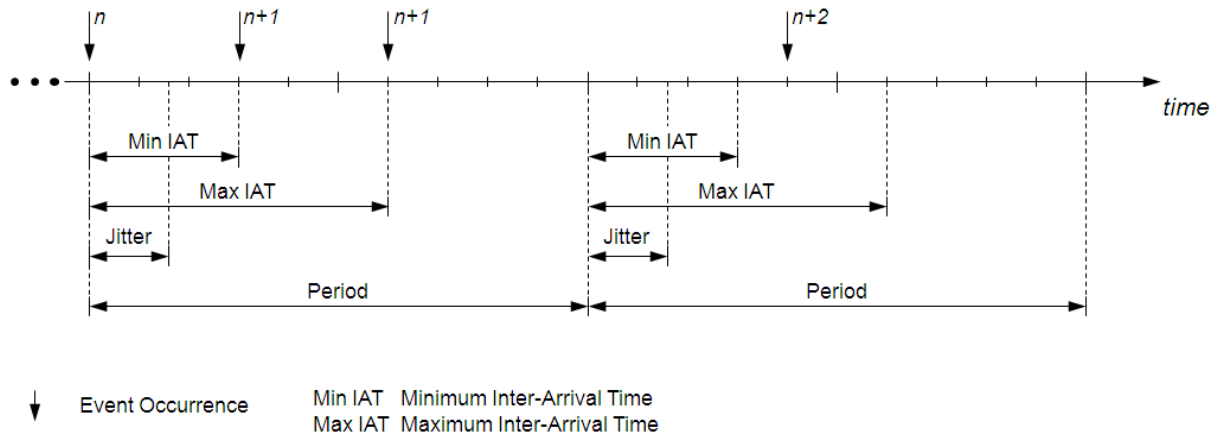 n
n+1
n+1
n+2
time
Min IAT
Min IAT
Max IAT
Max IAT
Jitter
Jitter
Period
Period
Event Occurrence
Min IAT Minimum Inter-Arrival Time
Max IAT Maximum Inter-Arrival Time